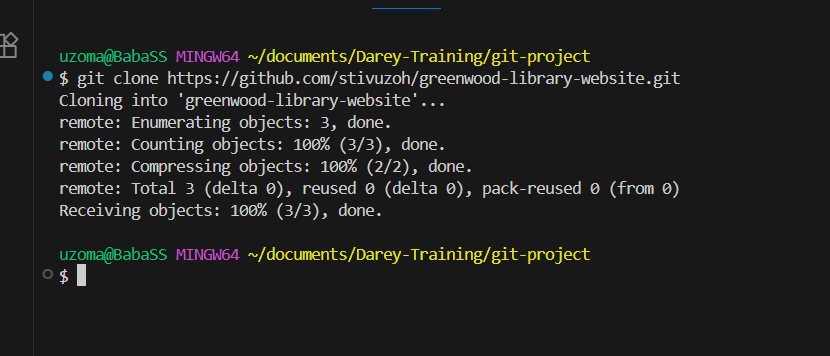 uzoma@BabaSS MINGW64 ~/documents/Darey-Training/git-project
$ git clone https://github.com/stivuzoh/greenwood-library-website.git
Cloning into 'greenwood-library-website'...
remote: Enumerating objects: 3, done.
remote: Counting objects: 100% (3/3), done.
remote: Compressing objects: 100% (2/2), done.
remote: Total 3 (delta 0), reused 0 (delta 0), pack-reused 0 (from 0)
Receiving objects: 100% (3/3), done.
uzoma@BabaSS MINGW64 ~/documents/Darey-Training/git-project
$